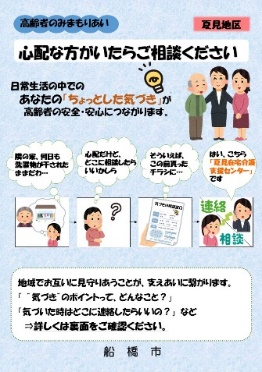 高齢者のみまもりあい
夏見地区
心配な方がいたらご相談ください
日常生活の中での
あなたの「ちょっとした気づき」が
高齢者の安全・安心につながります。
隣の家、何日も
洗濯物が干された
ままだわ…
心配だけど、
どこに相談したら
いいかしら
そういえば、
この前貰った
チラシに…
はい、こちら
「夏見在宅介護
支援センター」
です
連絡
相談
地域でお互いに見守りあうことが、支えあいに繋がります。
「“気づき”のポイントって、どんなこと？」
「気づいた時はどこに連絡したらいいの？」など
⇒詳しくは裏面をご確認ください。
船橋市